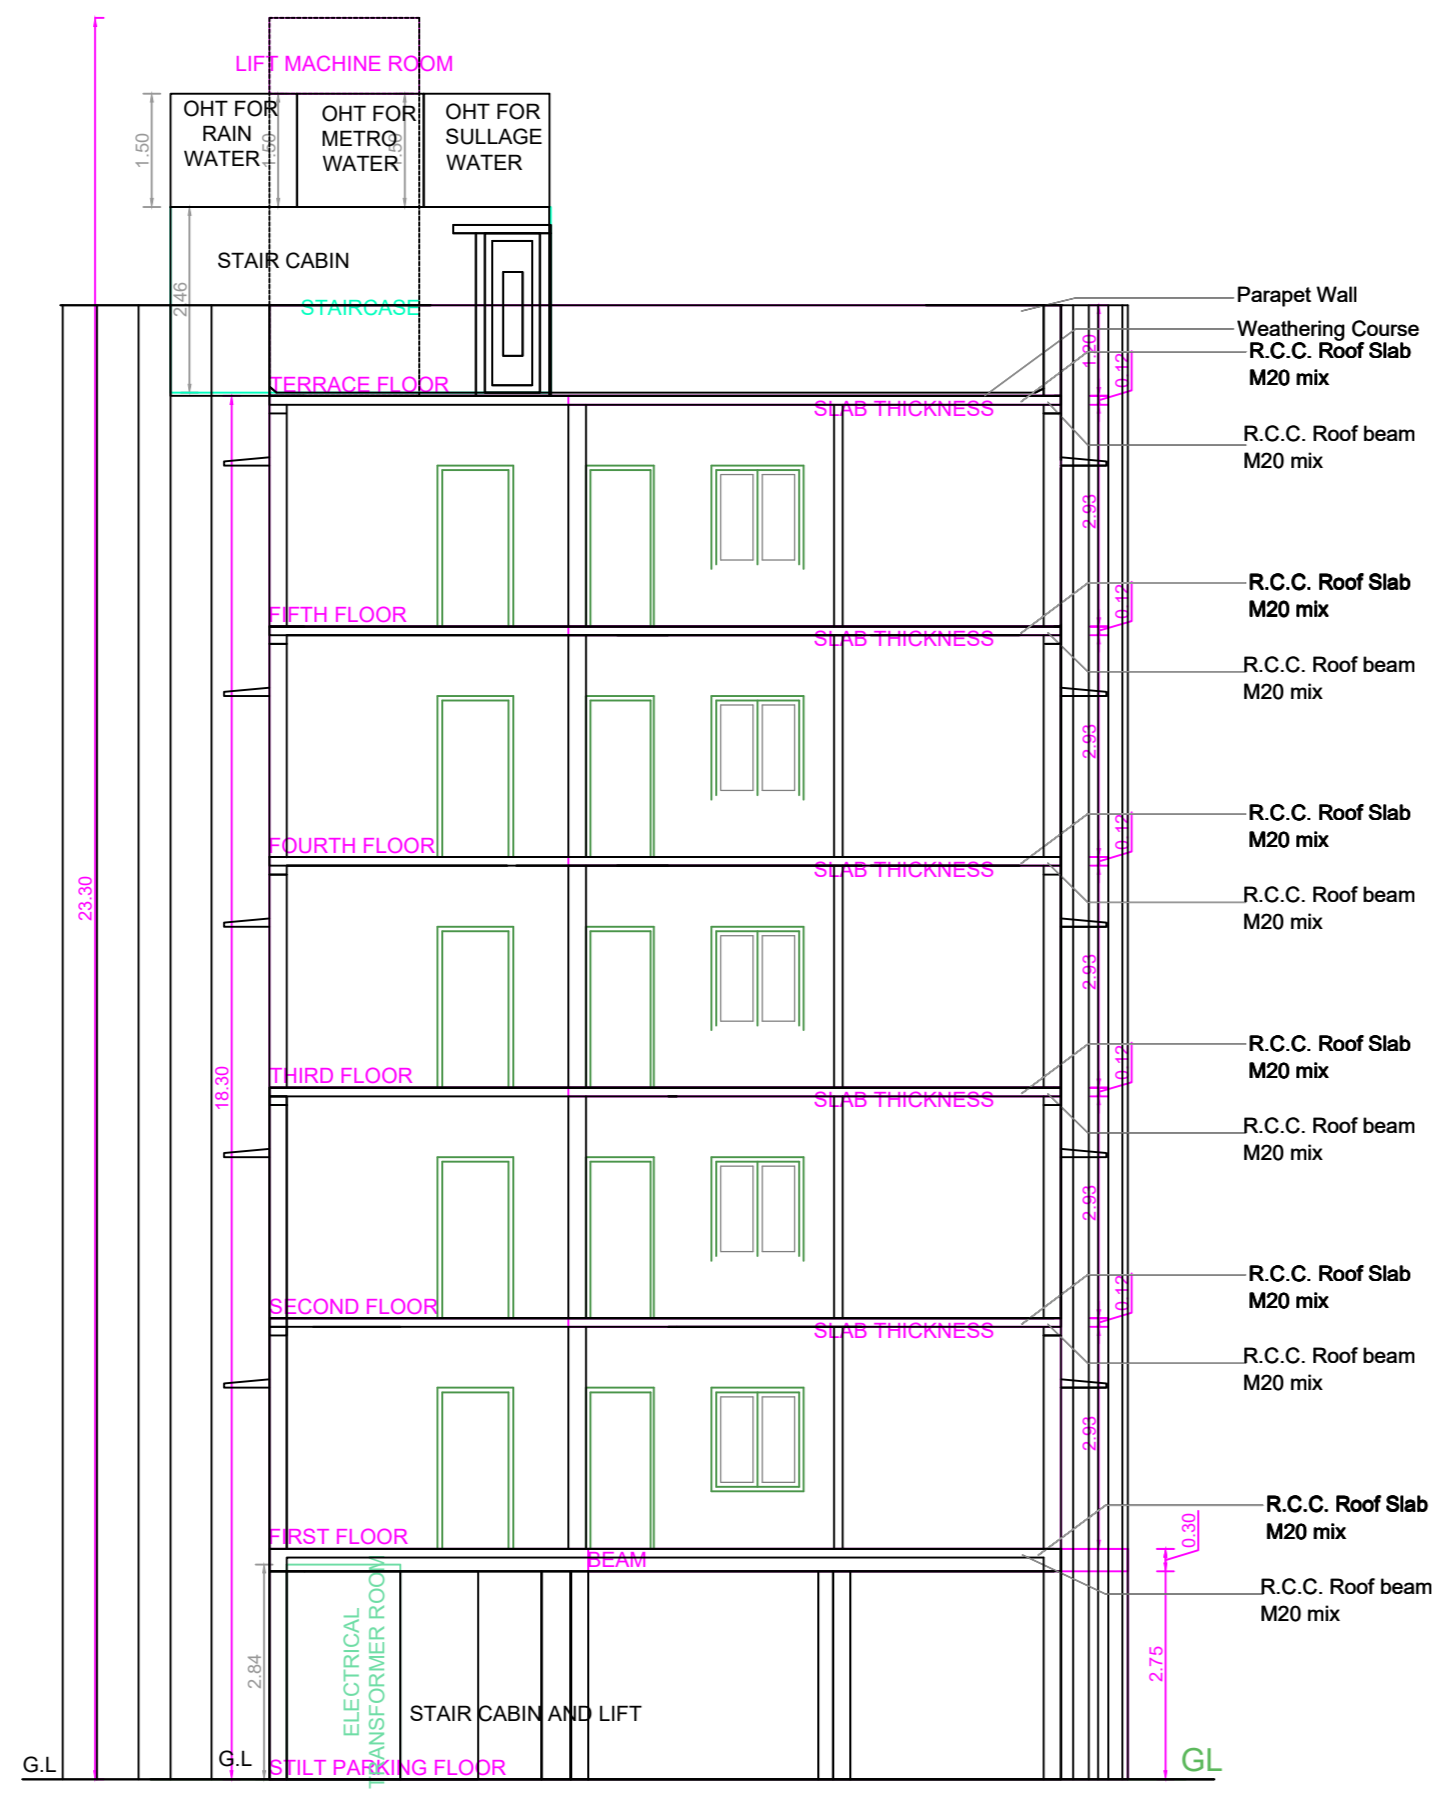 LIFT MACHINE ROOM
OHT FOR
RAIN
WATER
OHT FOR
METRO
WATER
OHT FOR
SULLAGE
WATER
1.50
1.50
1.50
STAIR CABIN
2.46
STAIRCASE
Parapet Wall
Weathering Course
1.20
R.C.C. Roof Slab
M20 mix
0.12
TERRACE FLOOR
SLAB THICKNESS
R.C.C. Roof beam
M20 mix
2.93
FIFTH FLOOR
R.C.C. Roof Slab
M20 mix
0.12
SLAB THICKNESS
R.C.C. Roof beam
M20 mix
2.93
FOURTH FLOOR
R.C.C. Roof Slab
M20 mix
0.12
SLAB THICKNESS
R.C.C. Roof beam
M20 mix
23.30
2.93
THIRD FLOOR
18.30
R.C.C. Roof Slab
M20 mix
0.12
SLAB THICKNESS
R.C.C. Roof beam
M20 mix
2.93
SECOND FLOOR
R.C.C. Roof Slab
M20 mix
0.12
SLAB THICKNESS
R.C.C. Roof beam
M20 mix
2.93
FIRST FLOOR
R.C.C. Roof Slab
M20 mix
0.30
BEAM
R.C.C. Roof beam
M20 mix
ELECTRICAL
TRANSFORMER ROOM
2.84
2.75
STAIR CABIN AND LIFT
G.L
G.L
STILT PARKING FLOOR
GL